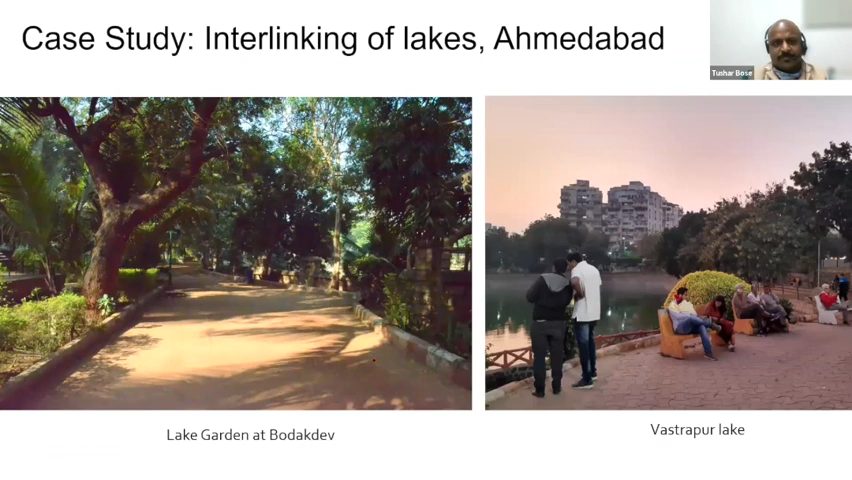 Case Study: Interlinking of lakes, Ahmedabad
Tushar Bose
Lake Garden at Bodakdev
Vastrapur lake